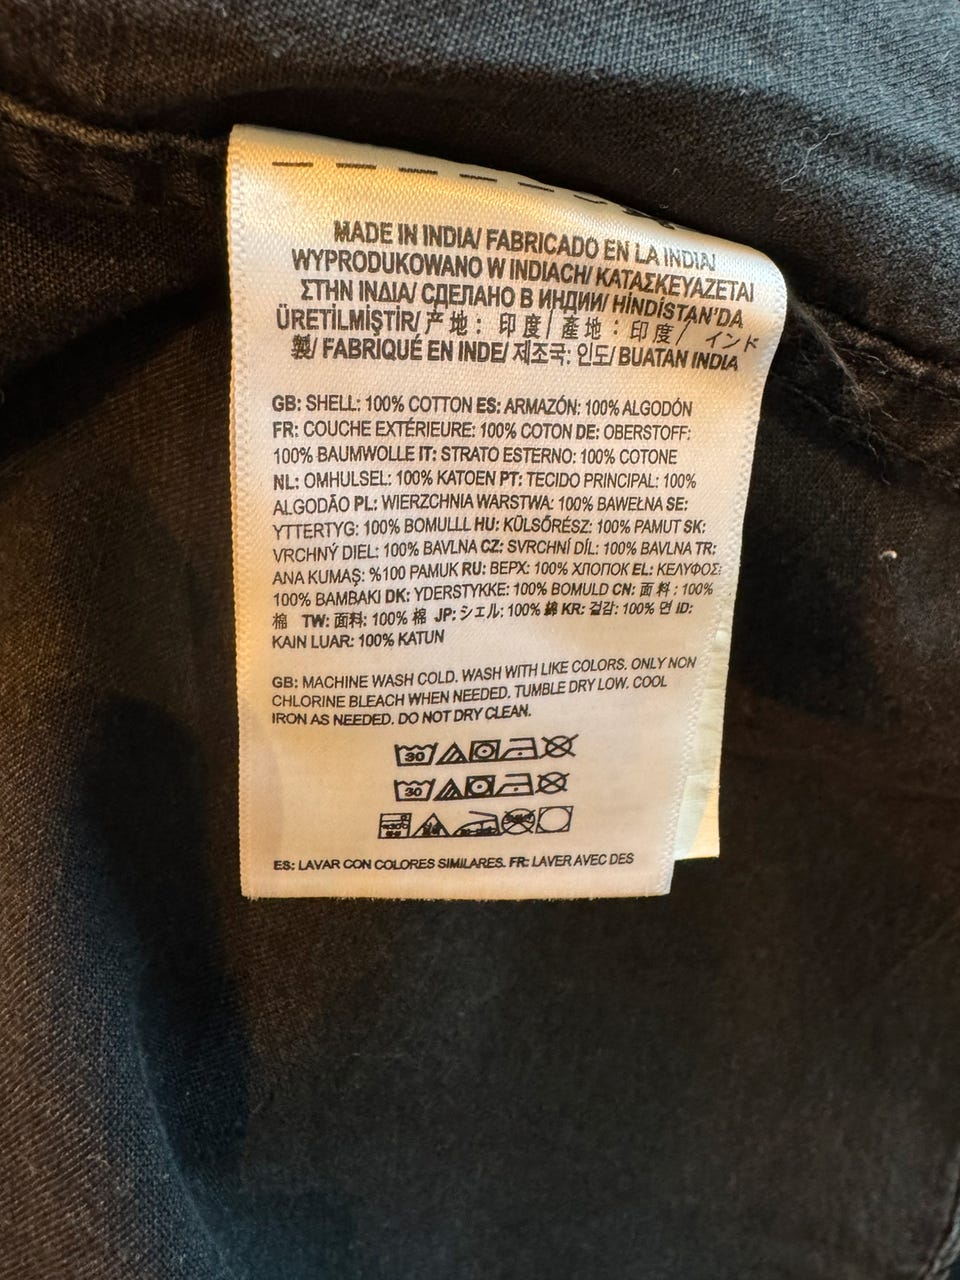 MADE IN INDIA/ FABRICADO EN LA INDIA/
WYPRODUKOWANO W INDIACH/ ΚΑΤΑΣΚΕΥΑΖΕΤΑΙ
ΣΤΗΝ ΙΝΔΙΑ/ СДЕЛАНО В ИНДИИ/ HİNDİSTAN'DA
ÜRETİLMİŞTİR/ 产地: 印度/ 產地: 印度/ インド
製/ FABRIQUÉ EN INDE/ 제조국: 인도/ BUATAN INDIA
GB: SHELL: 100% COTTON ES: ARMAZÓN: 100% ALGODÓN
FR: COUCHE EXTÉRIEURE: 100% COTON DE: OBERSTOFF:
100% BAUMWOLLE IT: STRATO ESTERNO: 100% COTONE
NL: OMHULSEL: 100% KATOEN PT: TECIDO PRINCIPAL: 100%
ALGODÃO PL: WIERZCHNIA WARSTWA: 100% BAWEŁNA SE:
YTTERTYG: 100% BOMULLL HU: KÜLSŐRÉSZ: 100% PAMUT SK:
VRCHNÝ DIEL: 100% BAVLNA CZ: SVRCHNÍ DÍL: 100% BAVLNA TR:
ANA KUMAŞ: %100 PAMUK RU: ВЕРХ: 100% ХЛОПОК EL: ΚΕΛΥΦΟΣ:
100% ΒΑΜΒΑΚΙ DK: YDERSTYKKE: 100% BOMULD CN: 面料: 100%
棉 TW: 面料: 100% 棉 JP: シェル: 100% 綿 KR: 겉감: 100% 면 ID:
KAIN LUAR: 100% KATUN
GB: MACHINE WASH COLD. WASH WITH LIKE COLORS. ONLY NON
CHLORINE BLEACH WHEN NEEDED. TUMBLE DRY LOW. COOL
IRON AS NEEDED. DO NOT DRY CLEAN.
30
30
ES: LAVAR CON COLORES SIMILARES. FR: LAVER AVEC DES